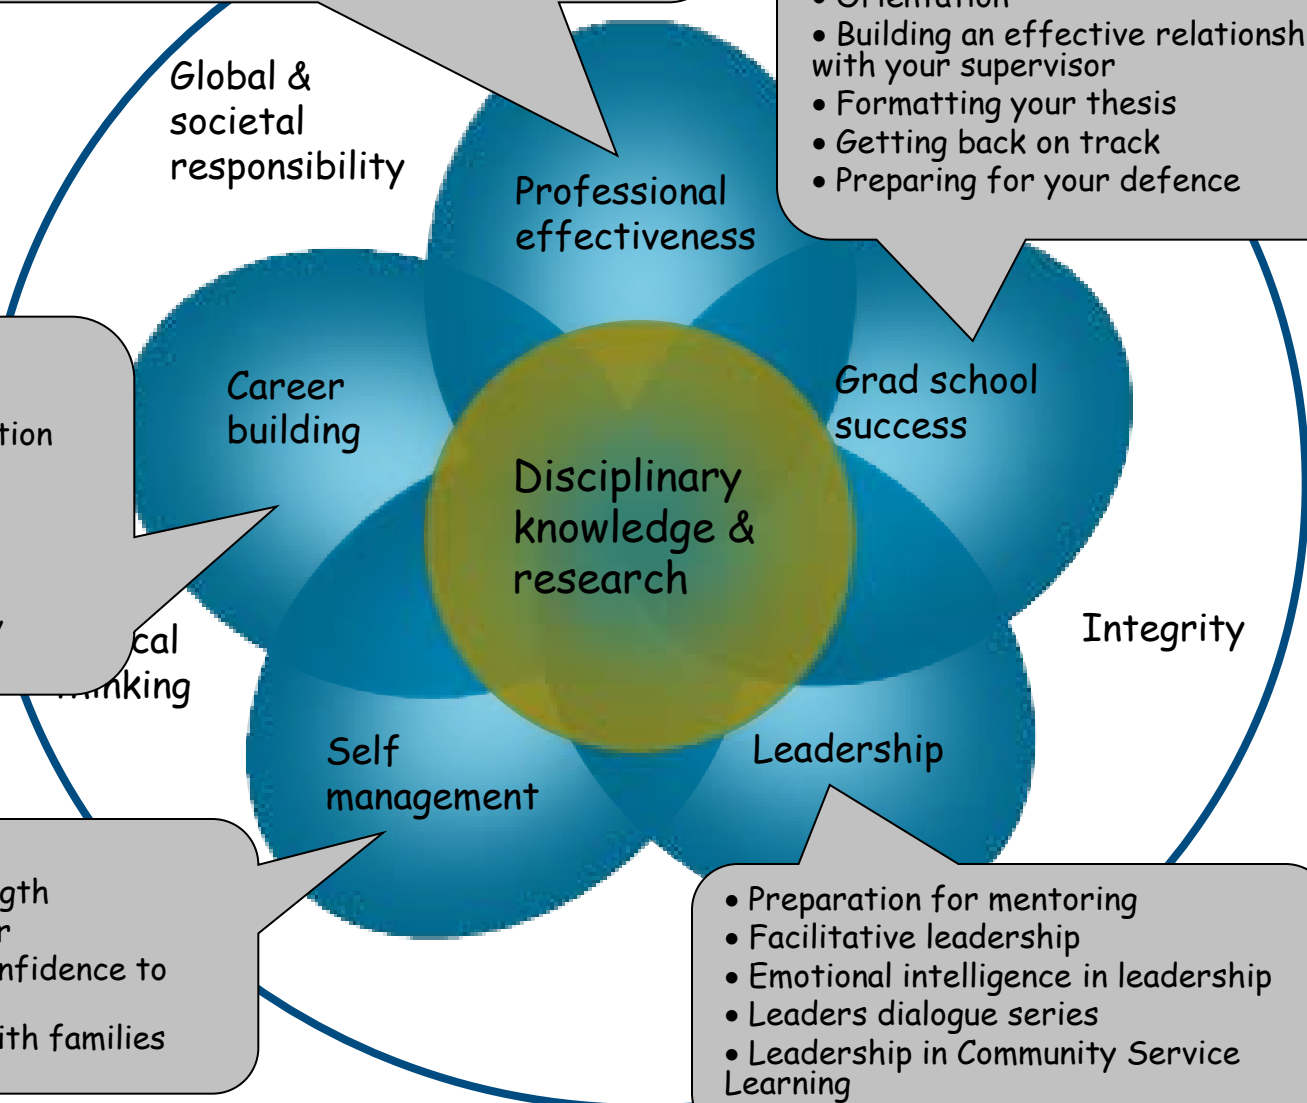 • Orientation
• Building an effective relationsh
with your supervisor
• Formatting your thesis
• Getting back on track
• Preparing for your defence
Global &
societal
responsibility
Professional
effectiveness
Career
building
Grad school
success
tion
Disciplinary
knowledge &
research
y
cal
inking
Integrity
Self
management
Leadership
gth
r
nfidence to
ith families
• Preparation for mentoring
• Facilitative leadership
• Emotional intelligence in leadership
• Leaders dialogue series
• Leadership in Community Service
Learning